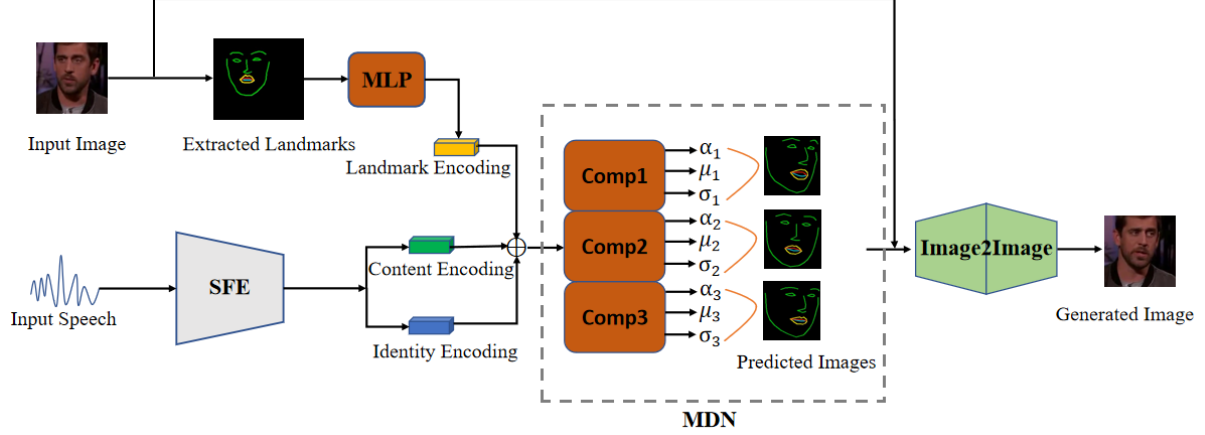 MLP
Input Image
Extracted Landmarks
Landmark Encoding
Comp1
α1
μ1
σ1
Comp2
α2
μ2
σ2
Comp3
α3
μ3
σ3
Predicted Images
MDN
SFE
Input Speech
Content Encoding
Identity Encoding
Image2Image
Generated Image